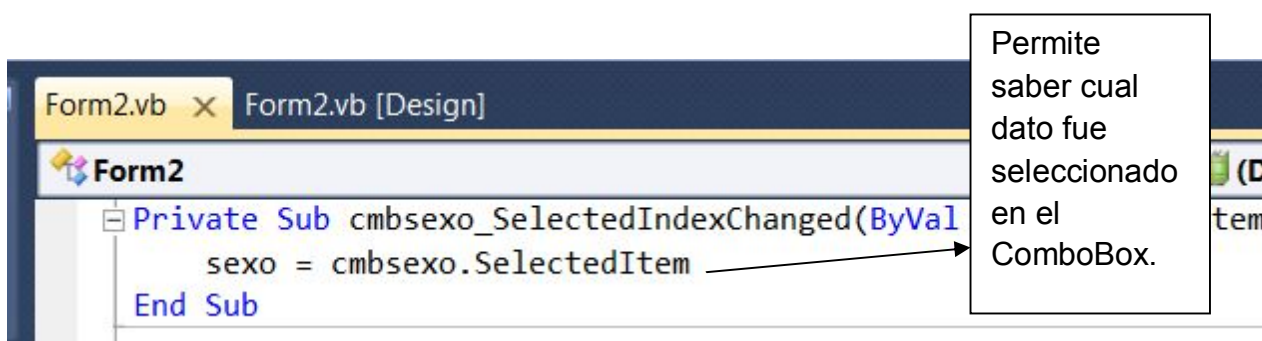 Form2.vb Form2.vb [Design]
Form2 (D
Private Sub cmbsexo_SelectedIndexChanged(ByVal tem
sexo = cmbsexo.SelectedItem
End Sub
Permite
saber cual
dato fue
seleccionado
en el
ComboBox.